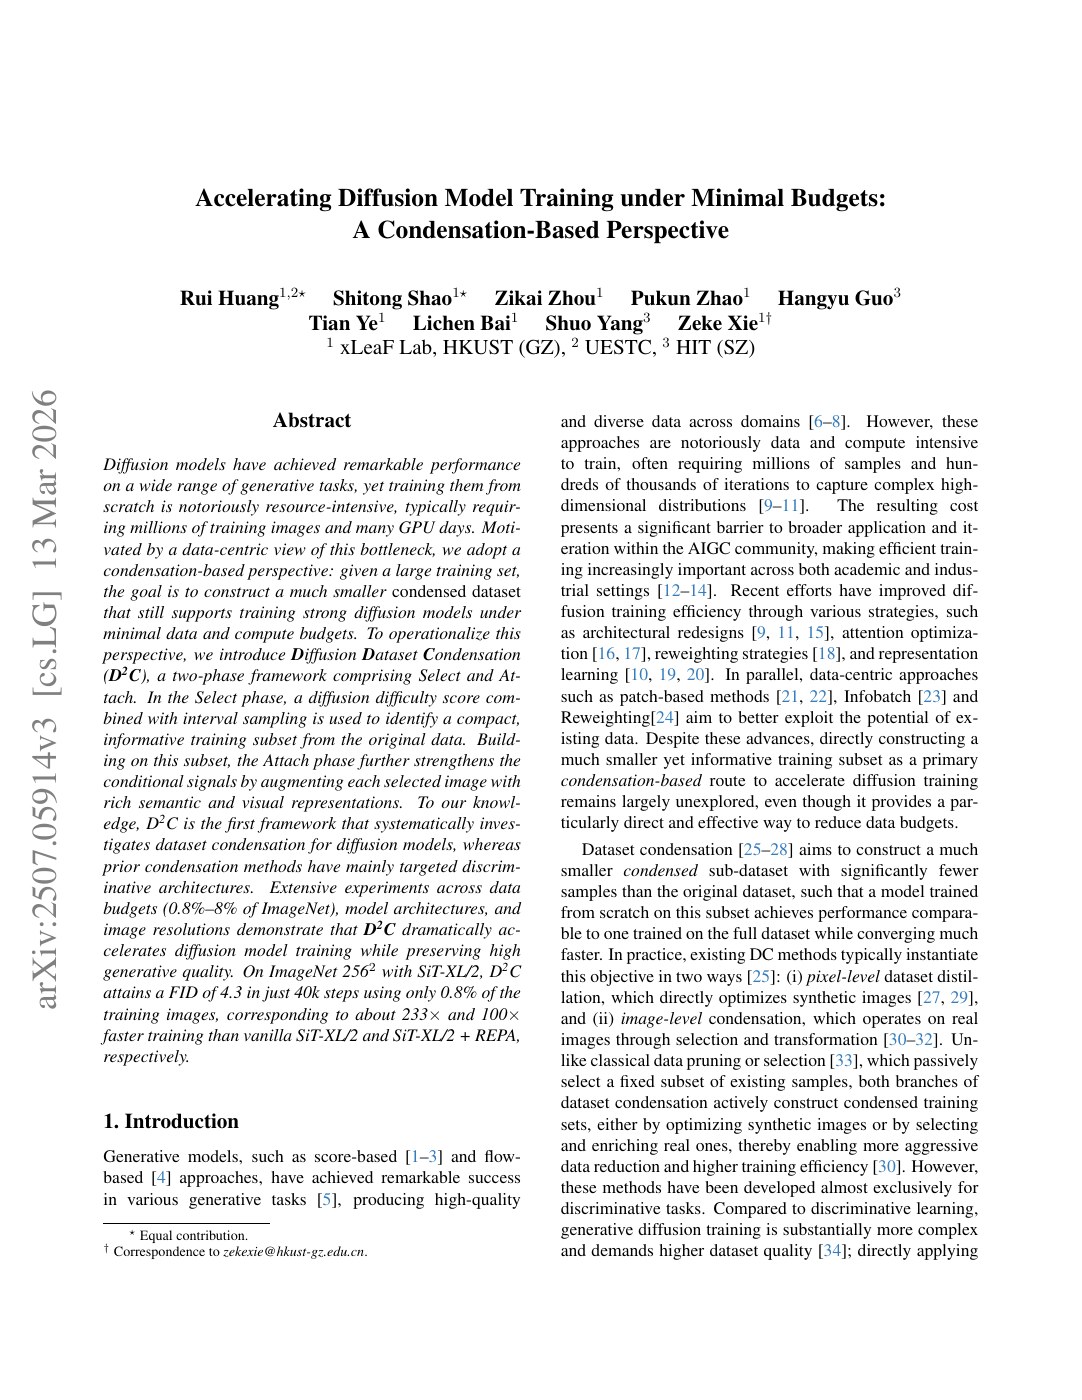 Accelerating Diffusion Model Training under Minimal Budgets:
A Condensation-Based Perspective
Rui Huang1,2⋆ Shitong Shao1⋆ Zikai Zhou1 Pukun Zhao1 Hangyu Guo3
Tian Ye1 Lichen Bai1 Shuo Yang3 Zeke Xie1†
1 xLeaF Lab, HKUST (GZ), 2 UESTC, 3 HIT (SZ)
arXiv:2507.05914v3 [cs.LG] 13 Mar 2026
Abstract
Diffusion models have achieved remarkable performance
on a wide range of generative tasks, yet training them from
scratch is notoriously resource-intensive, typically requir-
ing millions of training images and many GPU days. Moti-
vated by a data-centric view of this bottleneck, we adopt a
condensation-based perspective: given a large training set,
the goal is to construct a much smaller condensed dataset
that still supports training strong diffusion models under
minimal data and compute budgets. To operationalize this
perspective, we introduce Diffusion Dataset Condensation
(D²C), a two-phase framework comprising Select and At-
tach. In the Select phase, a diffusion difficulty score com-
bined with interval sampling is used to identify a compact,
informative training subset from the original data. Build-
ing on this subset, the Attach phase further strengthens the
conditional signals by augmenting each selected image with
rich semantic and visual representations. To our knowl-
edge, D²C is the first framework that systematically inves-
tigates dataset condensation for diffusion models, whereas
prior condensation methods have mainly targeted discrim-
inative architectures. Extensive experiments across data
budgets (0.8%–8% of ImageNet), model architectures, and
image resolutions demonstrate that D²C dramatically ac-
celerates diffusion model training while preserving high
generative quality. On ImageNet 256² with SiT-XL/2, D²C
attains a FID of 4.3 in just 40k steps using only 0.8% of the
training images, corresponding to about 233× and 100×
faster training than vanilla SiT-XL/2 and SiT-XL/2 + REPA,
respectively.
1. Introduction
Generative models, such as score-based [1–3] and flow-
based [4] approaches, have achieved remarkable success
in various generative tasks [5], producing high-quality
⋆ Equal contribution.
† Correspondence to zekexie@hkust-gz.edu.cn.
and diverse data across domains [6–8]. However, these
approaches are notoriously data and compute intensive
to train, often requiring millions of samples and hun-
dreds of thousands of iterations to capture complex high-
dimensional distributions [9–11]. The resulting cost
presents a significant barrier to broader application and it-
eration within the AIGC community, making efficient train-
ing increasingly important across both academic and indus-
trial settings [12–14]. Recent efforts have improved dif-
fusion training efficiency through various strategies, such
as architectural redesigns [9, 11, 15], attention optimiza-
tion [16, 17], reweighting strategies [18], and representation
learning [10, 19, 20]. In parallel, data-centric approaches
such as patch-based methods [21, 22], Infobatch [23] and
Reweighting[24] aim to better exploit the potential of ex-
isting data. Despite these advances, directly constructing a
much smaller yet informative training subset as a primary
condensation-based route to accelerate diffusion training
remains largely unexplored, even though it provides a par-
ticularly direct and effective way to reduce data budgets.
Dataset condensation [25–28] aims to construct a much
smaller condensed sub-dataset with significantly fewer
samples than the original dataset, such that a model trained
from scratch on this subset achieves performance compara-
ble to one trained on the full dataset while converging much
faster. In practice, existing DC methods typically instantiate
this objective in two ways [25]: (i) pixel-level dataset distil-
lation, which directly optimizes synthetic images [27, 29],
and (ii) image-level condensation, which operates on real
images through selection and transformation [30–32]. Un-
like classical data pruning or selection [33], which passively
select a fixed subset of existing samples, both branches of
dataset condensation actively construct condensed training
sets, either by optimizing synthetic images or by selecting
and enriching real ones, thereby enabling more aggressive
data reduction and higher training efficiency [30]. However,
these methods have been developed almost exclusively for
discriminative tasks. Compared to discriminative learning,
generative diffusion training is substantially more complex
and demands higher dataset quality [34]; directly applying